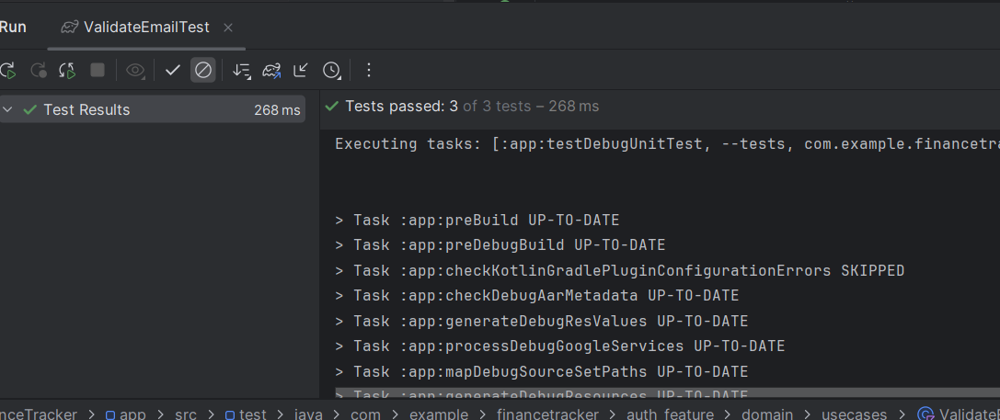 Run ValidateEmailTest
Test Results 268 ms
Tests passed: 3 of 3 tests – 268 ms
Executing tasks: [:app:testDebugUnitTest, --tests, com.example.financetra
> Task :app:preBuild UP-TO-DATE
> Task :app:preDebugBuild UP-TO-DATE
> Task :app:checkKotlinGradlePluginConfigurationErrors SKIPPED
> Task :app:checkDebugAarMetadata UP-TO-DATE
> Task :app:generateDebugResValues UP-TO-DATE
> Task :app:processDebugGoogleServices UP-TO-DATE
> Task :app:mapDebugSourceSetPaths UP-TO-DATE
> Task :app:generateDebugResources UP-TO-DATE
nceTracker > app > src > test > java > com > example > financetracker > auth_feature > domain > usecases > ValidateE